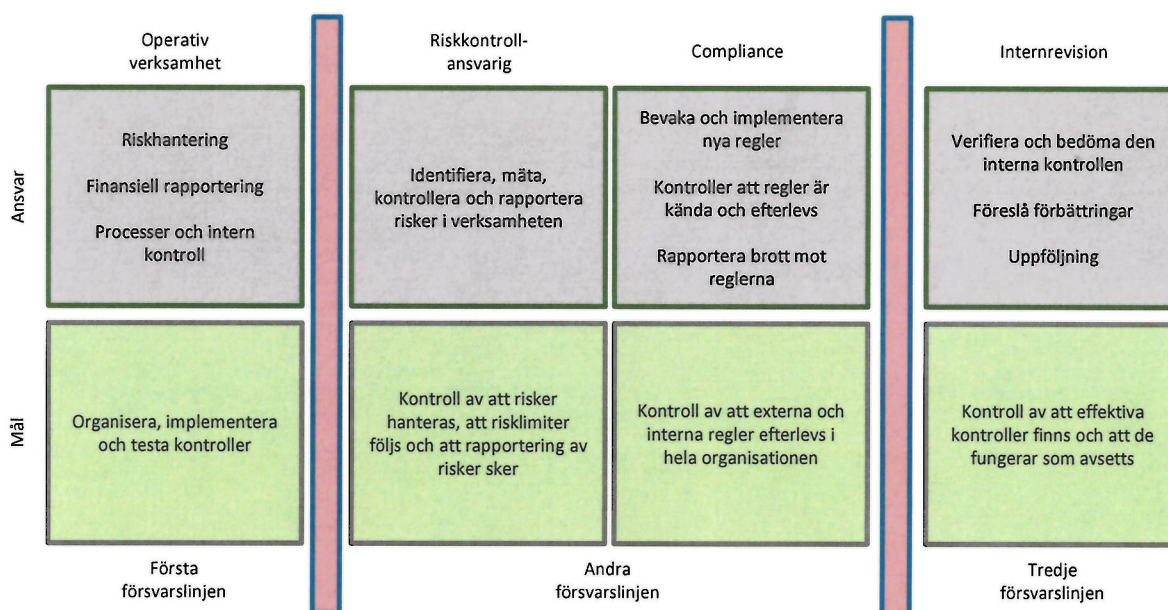 Operativ
verksamhet
Riskkontroll-
ansvarig
Compliance
Internrevision
Ansvar
Riskhantering
Finansiell rapportering
Processer och intern
kontroll
Identifiera, mäta,
kontrollera och rapportera
risker i verksamheten
Bevaka och implementera
nya regler
Kontroller att regler är
kända och efterlevs
Rapportera brott mot
reglerna
Verifiera och bedöma den
interna kontrollen
Föreslå förbättringar
Uppföljning
Mål
Organisera, implementera
och testa kontroller
Kontroll av att risker
hanteras, att risklimiter
följs och att rapportering av
risker sker
Kontroll av att externa och
interna regler efterlevs i
hela organisationen
Kontroll av att effektiva
kontroller finns och att de
fungerar som avsetts
Första
försvarslinjen
Andra
försvarslinjen
Tredje
försvarslinjen